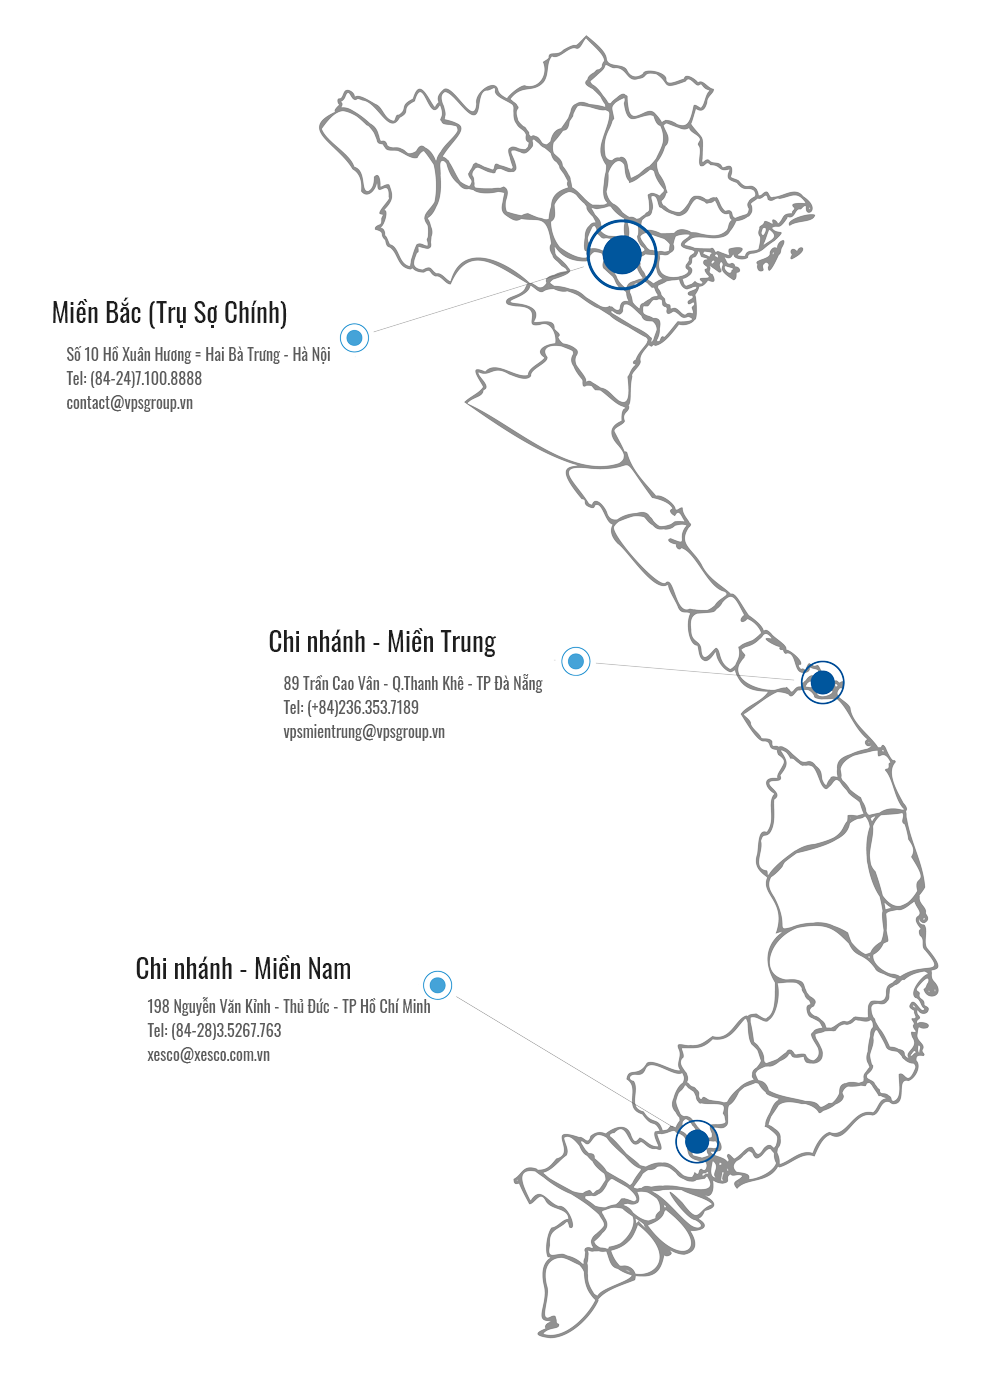 Miền Bắc (Trụ Sợ Chính)
Số 10 Hồ Xuân Hương = Hai Bà Trưng - Hà Nội
Tel: (84-24)7.100.8888
contact@vpsgroup.vn
Chi nhánh - Miền Trung
89 Trần Cao Vân - Q.Thanh Khê - TP Đà Nẵng
Tel: (+84)236.353.7189
vpsmientrung@vpsgroup.vn
Chi nhánh - Miền Nam
198 Nguyễn Văn Kỉnh - Thủ Đức - TP Hồ Chí Minh
Tel: (84-28)3.5267.763
xesco@xesco.com.vn